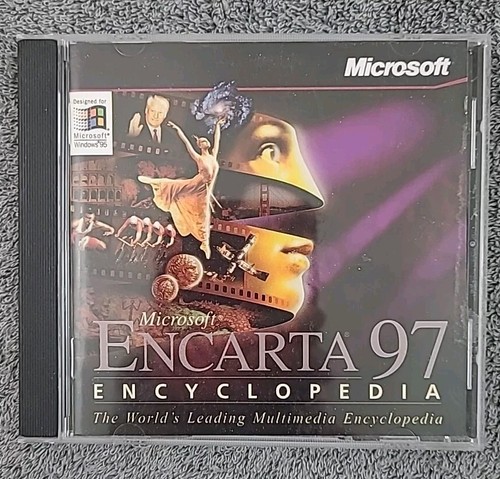 Microsoft
Designed for
Microsoft®
Windows®95
Microsoft
ENCARTA® 97
ENCYCLOPEDIA
The World's Leading Multimedia Encyclopedia